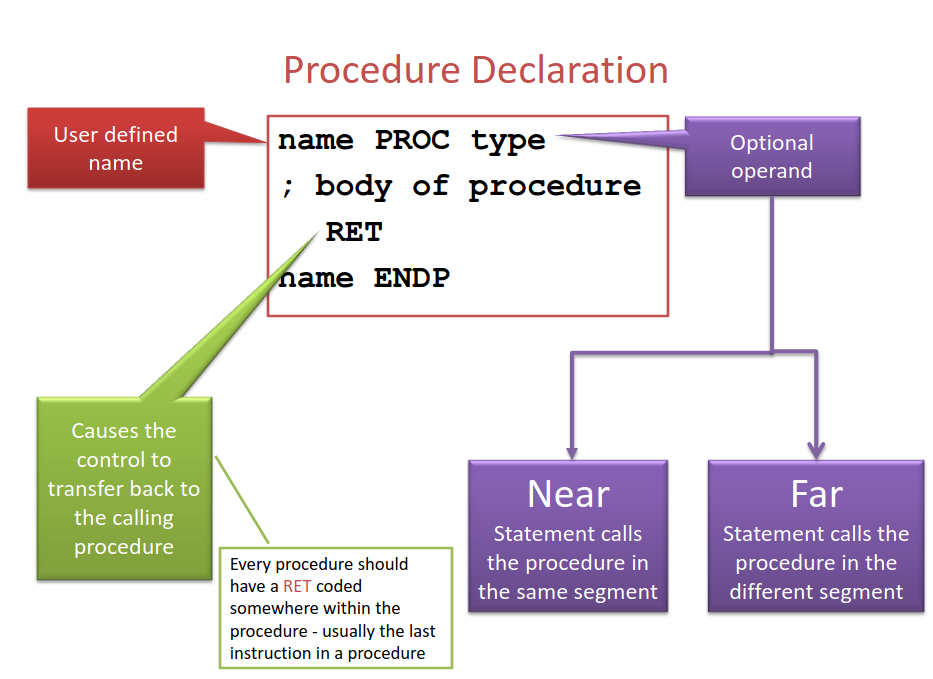 Procedure Declaration
User defined
name
name PROC type
; body of procedure
RET
name ENDP
Optional
operand
Causes the
control to
transfer back to
the calling
procedure
Every procedure should
have a RET coded
somewhere within the
procedure - usually the last
instruction in a procedure
Near
Statement calls
the procedure in
the same segment
Far
Statement calls the
procedure in the
different segment